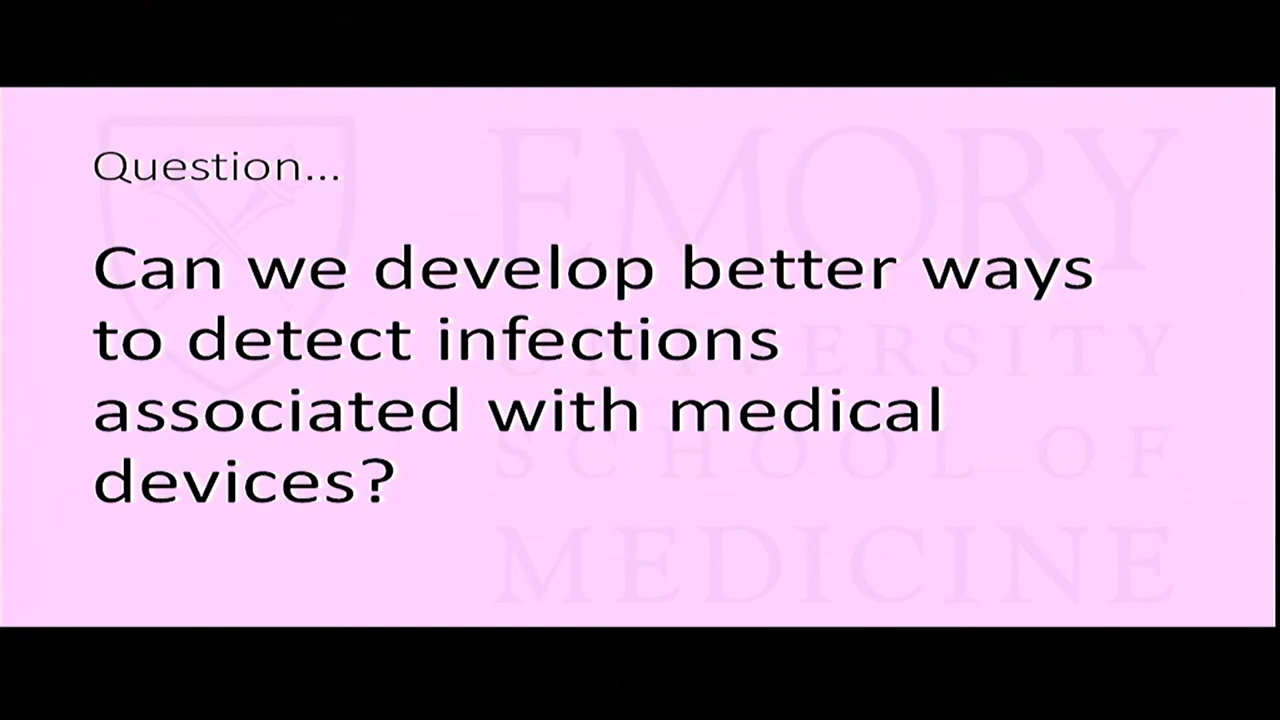 Question...
Can we develop better ways
to detect infections
associated with medical
devices?
EMORY
UNIVERSITY
SCHOOL OF
MEDICINE